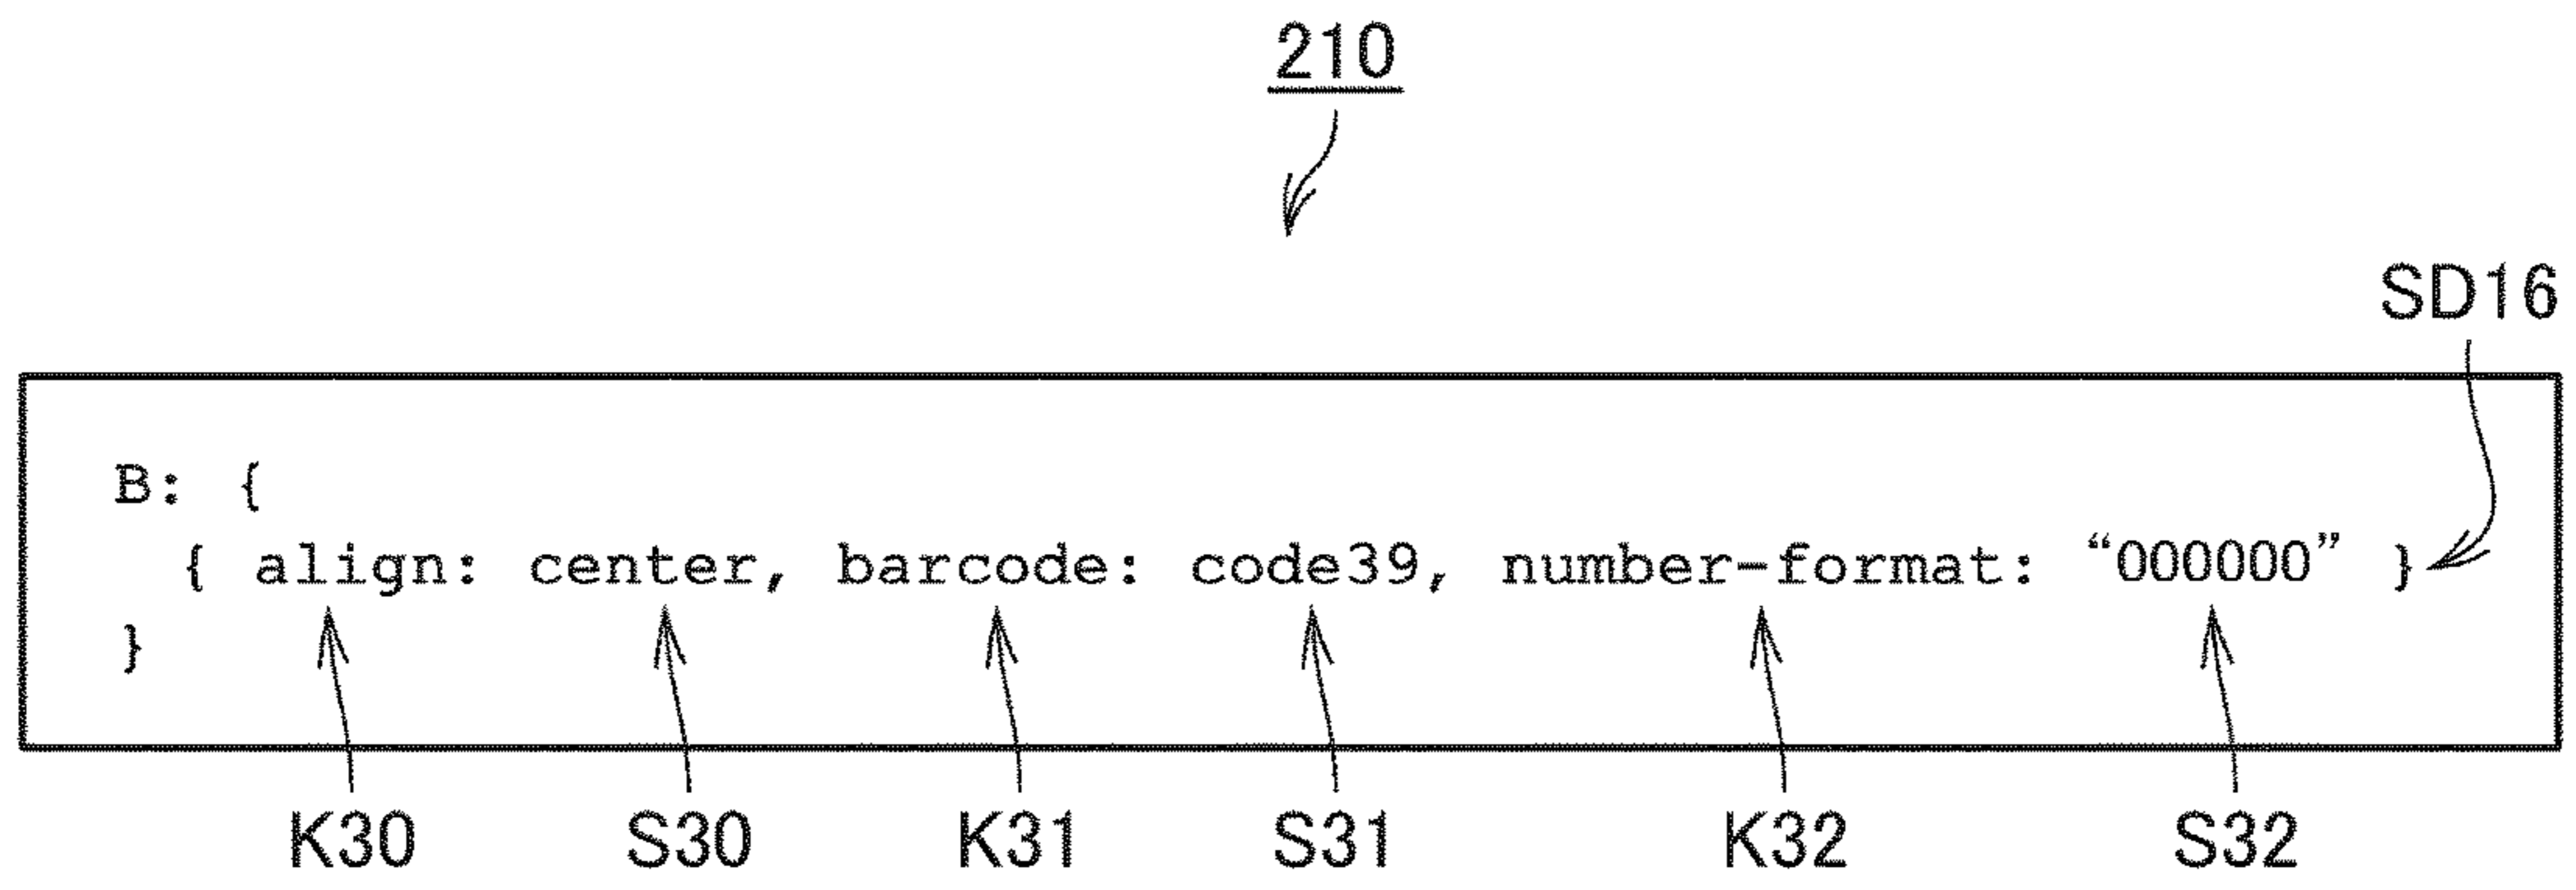 210
SD16
B: {
{ align: center, barcode: code39, number-format: “000000” }
}
K30 S30 K31 S31 K32 S32